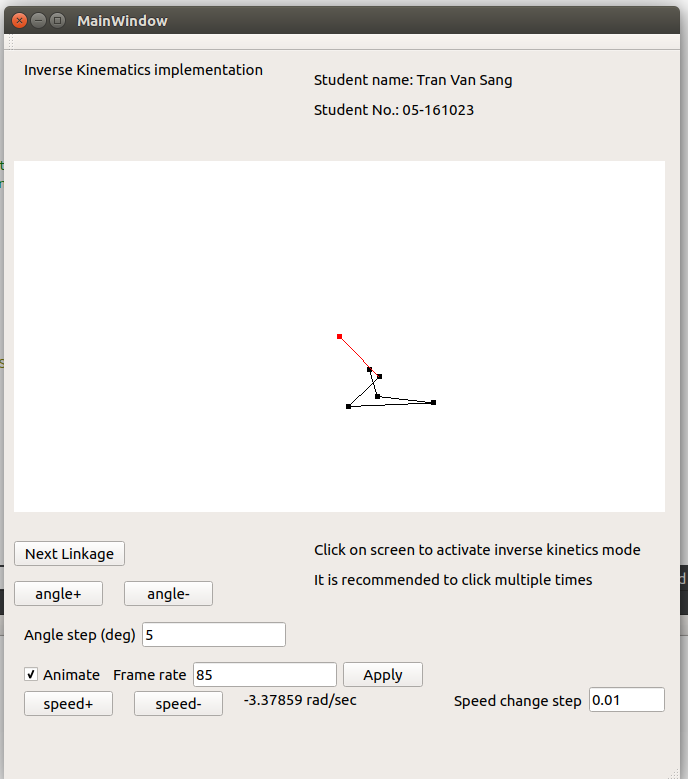 MainWindow
Inverse Kinematics implementation
Student name: Tran Van Sang
Student No.: 05-161023
Next Linkage
Click on screen to activate inverse kinetics mode
angle+ angle-
It is recommended to click multiple times
Angle step (deg) 5
Animate Frame rate 85 Apply
speed+ speed- -3.37859 rad/sec Speed change step 0.01